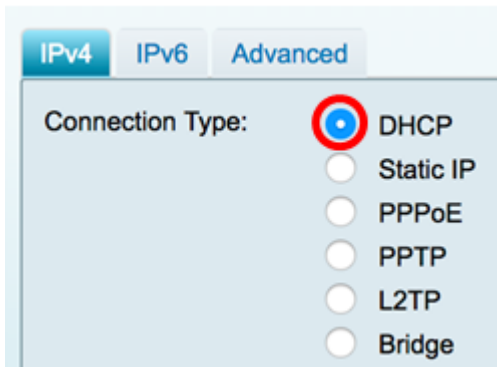 IPv4 IPv6 Advanced
Connection Type: DHCP
Static IP
PPPoE
PPTP
L2TP
Bridge